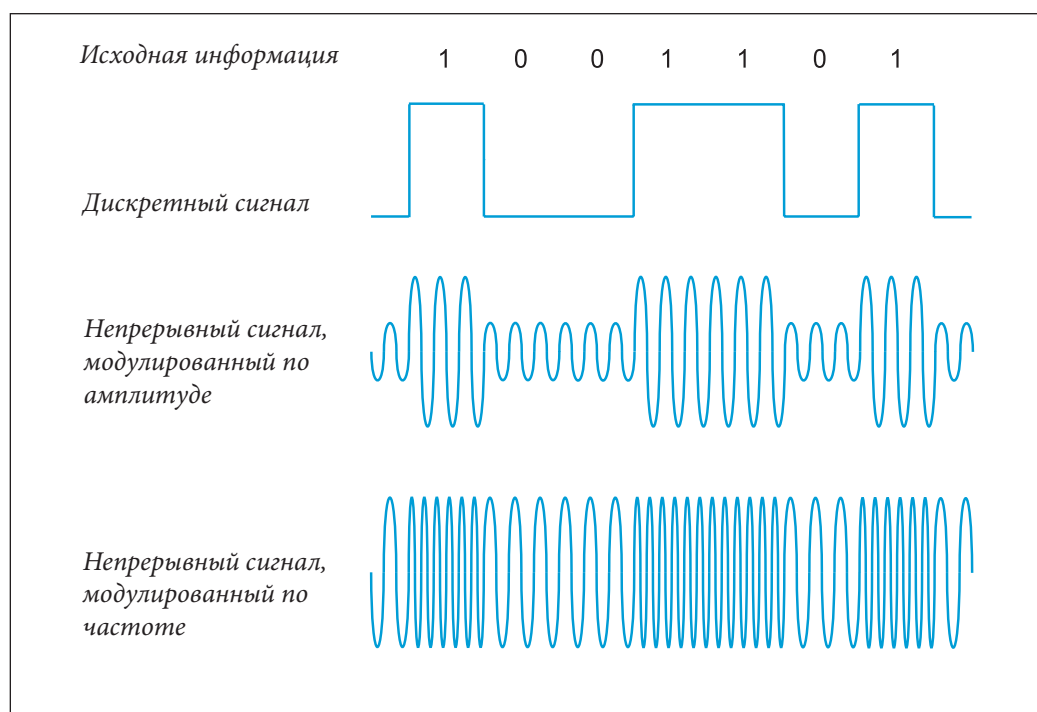 Исходная информация 1 0 0 1 1 0 1
Дискретный сигнал
Непрерывный сигнал,
модулированный по
амплитуде
Непрерывный сигнал,
модулированный по
частоте